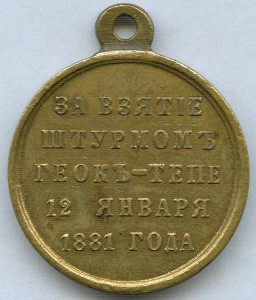 ЗА ВЗЯТІЕ
ШТУРМОМЪ
ГЕОКЪ-ТЕПЕ
12 ЯНВАРЯ
1881 ГОДА